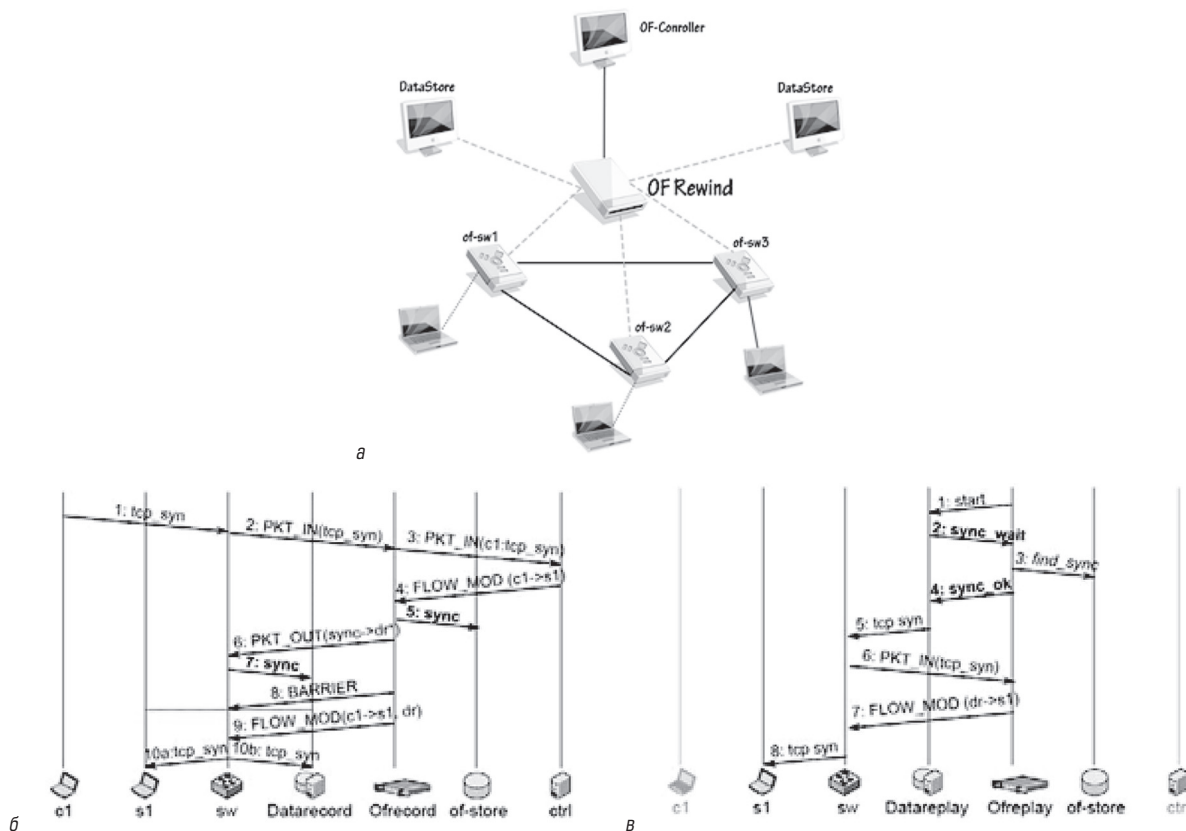 OF-Conroller
DataStore
DataStore
OF Rewind
of-sw1
of-sw3
of-sw2
а
1: tcp_syn
2: PKT_IN(tcp_syn)
3: PKT_IN(c1:tcp_syn)
4: FLOW_MOD (c1->s1)
5: sync
6: PKT_OUT(sync->dr)
7: sync
8: BARRIER
9: FLOW_MOD(c1->s1, dr)
10a:tcp_syn 10b: tcp_syn
c1 s1 sw Datarecord Ofrecord of-store ctrl
б
1: start
2: sync_wait
3: find_sync
4: sync_ok
5: tcp syn
6: PKT_IN(tcp_syn)
7: FLOW_MOD (dr->s1)
8: tcp syn
c1 s1 sw Datareplay Ofreplay of-store ctrl
в